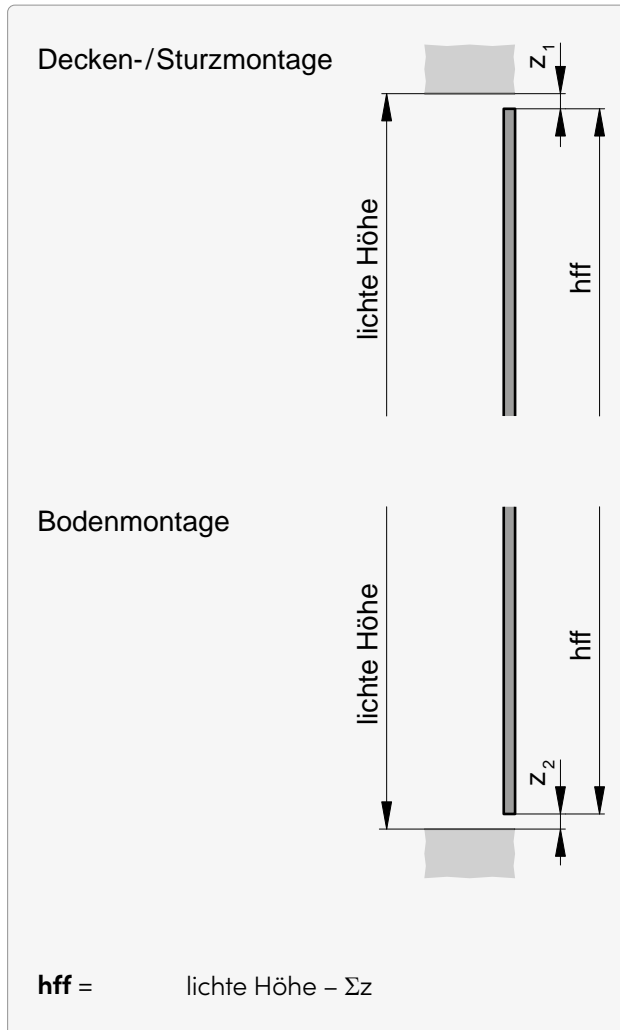 Decken-/Sturzmontage
z1
lichte Höhe
hff
Bodenmontage
lichte Höhe
hff
z2
hff = lichte Höhe – Σz